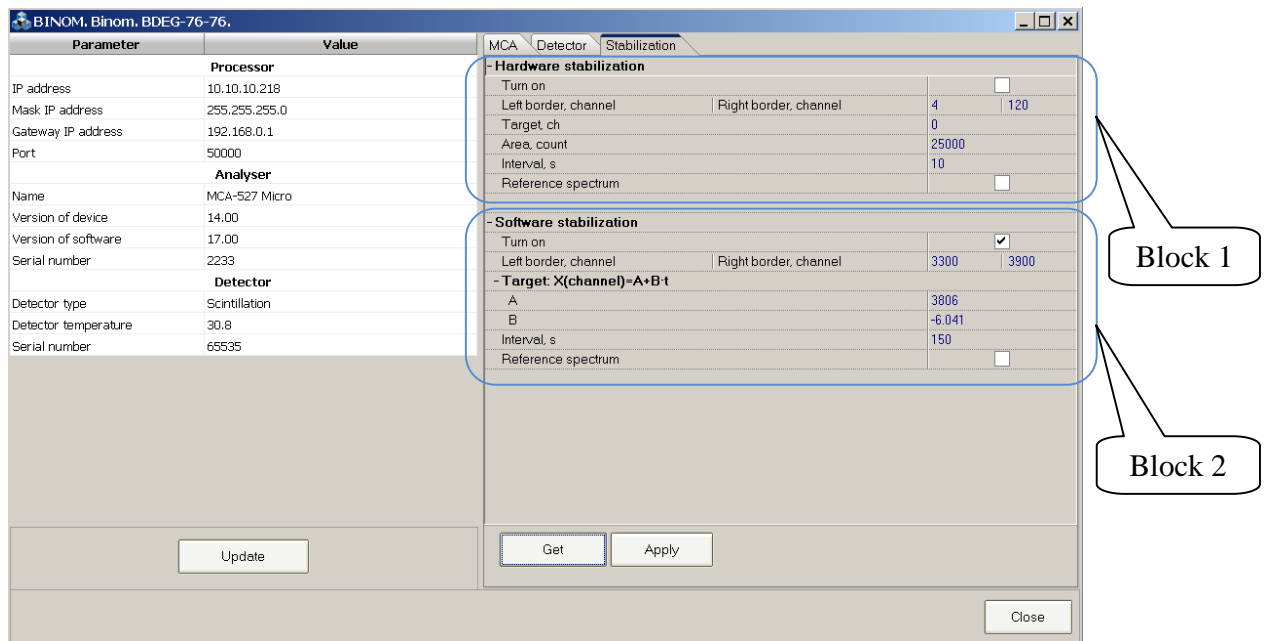 BINOM. Binom. BDEG-76-76.
Parameter Value
Processor
IP address 10.10.10.218
Mask IP address 255.255.255.0
Gateway IP address 192.168.0.1
Port 50000
Analyser
Name MCA-527 Micro
Version of device 14.00
Version of software 17.00
Serial number 2233
Detector
Detector type Scintillation
Detector temperature 30.8
Serial number 65535
Update
MCA Detector Stabilization
- Hardware stabilization
Turn on
Left border, channel Right border, channel 4 120
Target, ch 0
Area, count 25000
Interval, s 10
Reference spectrum
- Software stabilization
Turn on
Left border, channel Right border, channel 3300 3900
- Target: X(channel)=A+B·t
A 3806
B -6.041
Interval, s 150
Reference spectrum
Get Apply
Close
Block 1
Block 2